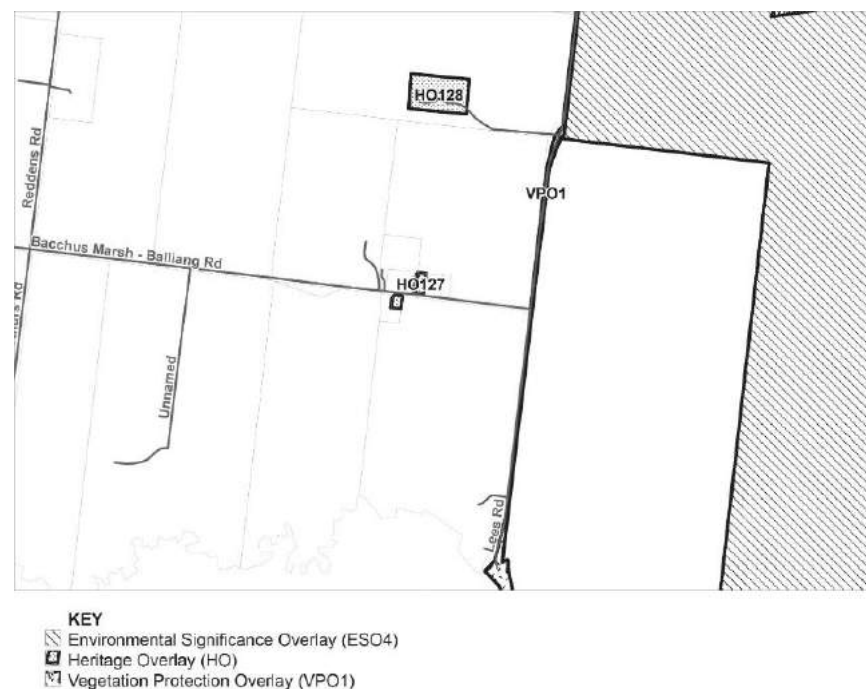 HO128
Reddens Rd
VPO1
Bacchus Marsh - Balliang Rd
HO127
Unnamed
Lees Rd
KEY
Environmental Significance Overlay (ESO4)
Heritage Overlay (HO)
Vegetation Protection Overlay (VPO1)